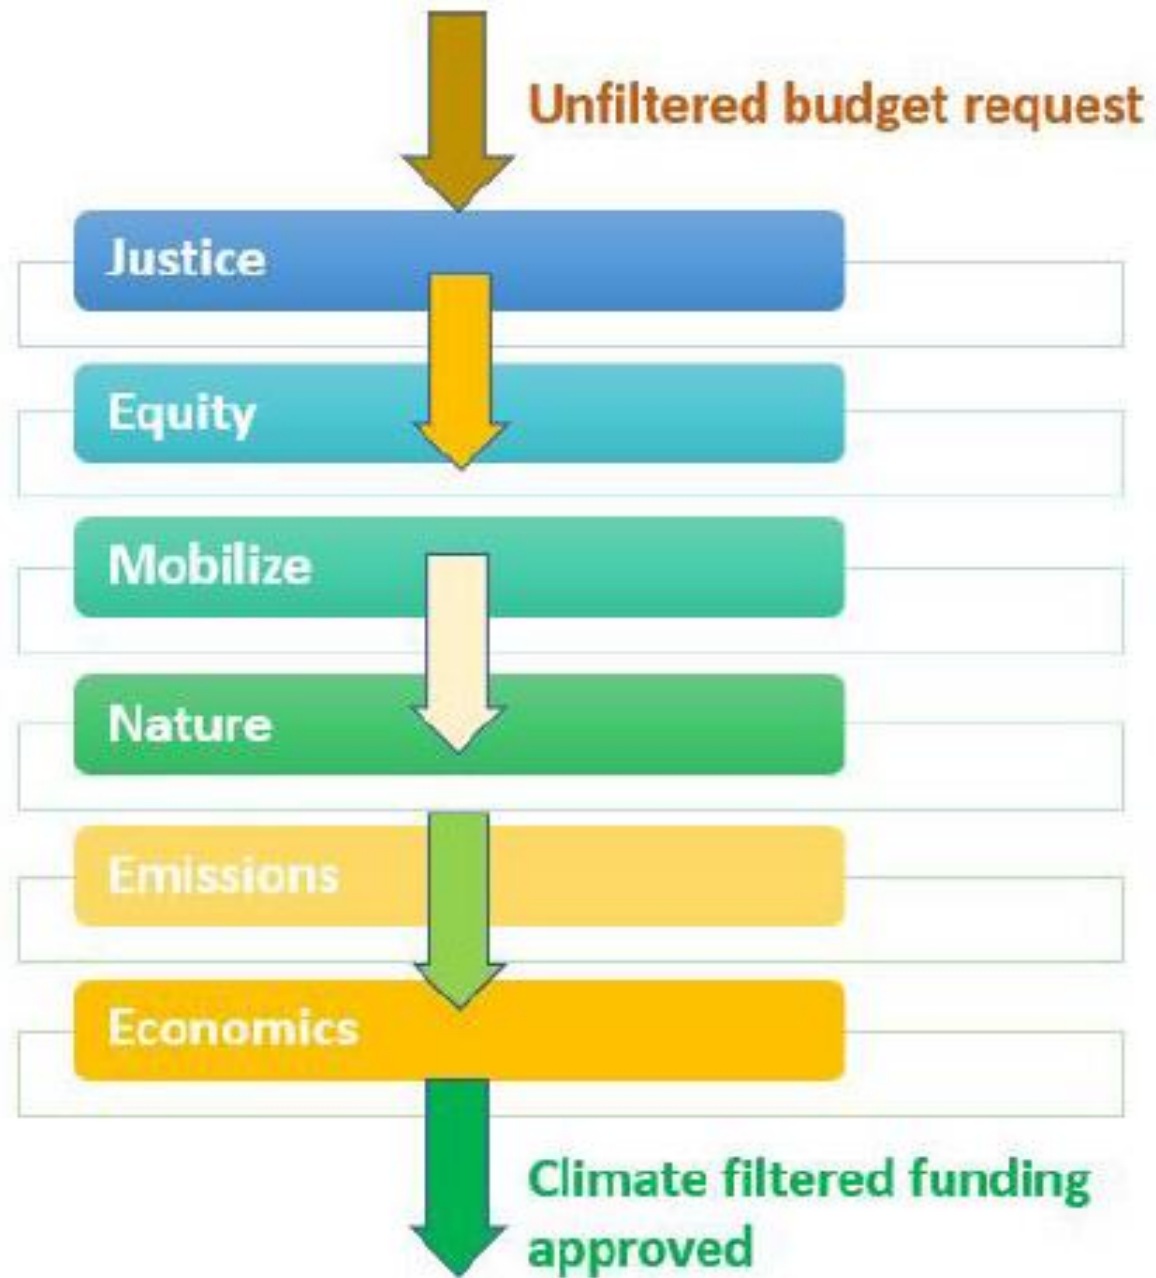 Unfiltered budget request
Justice
Equity
Mobilize
Nature
Emissions
Economics
Climate filtered funding
approved